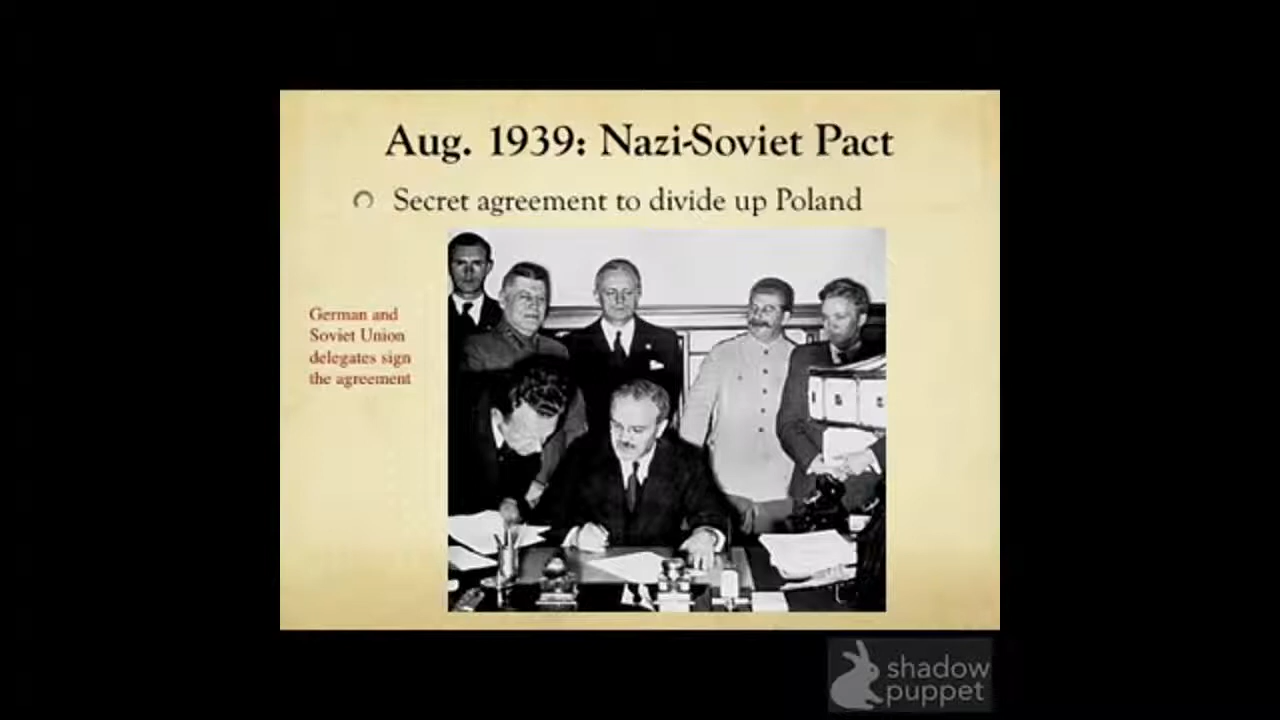 Aug. 1939: Nazi-Soviet Pact
Secret agreement to divide up Poland
German and
Soviet Union
delegates sign
the agreement
shadow
puppet